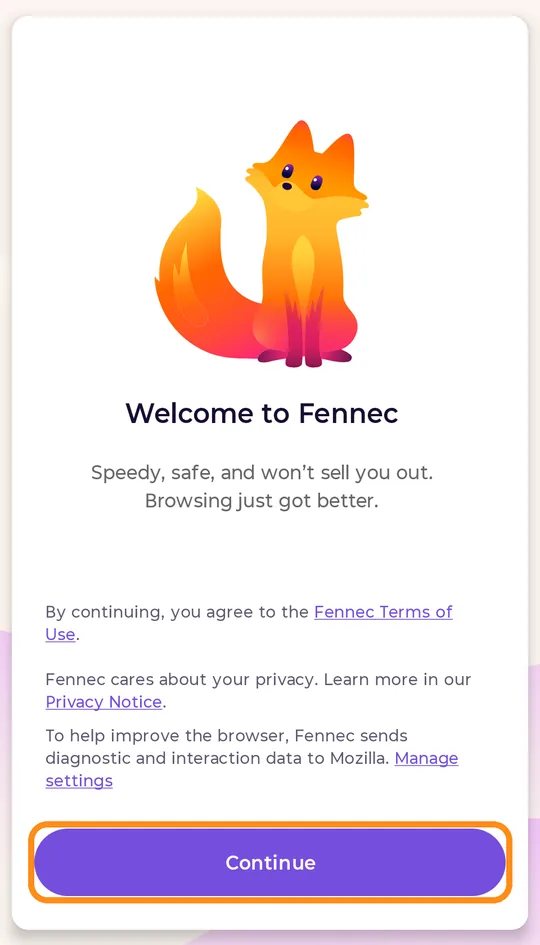 Welcome to Fennec
Speedy, safe, and won’t sell you out.
Browsing just got better.
By continuing, you agree to the Fennec Terms of
Use.
Fennec cares about your privacy. Learn more in our
Privacy Notice.
To help improve the browser, Fennec sends
diagnostic and interaction data to Mozilla. Manage
settings
Continue